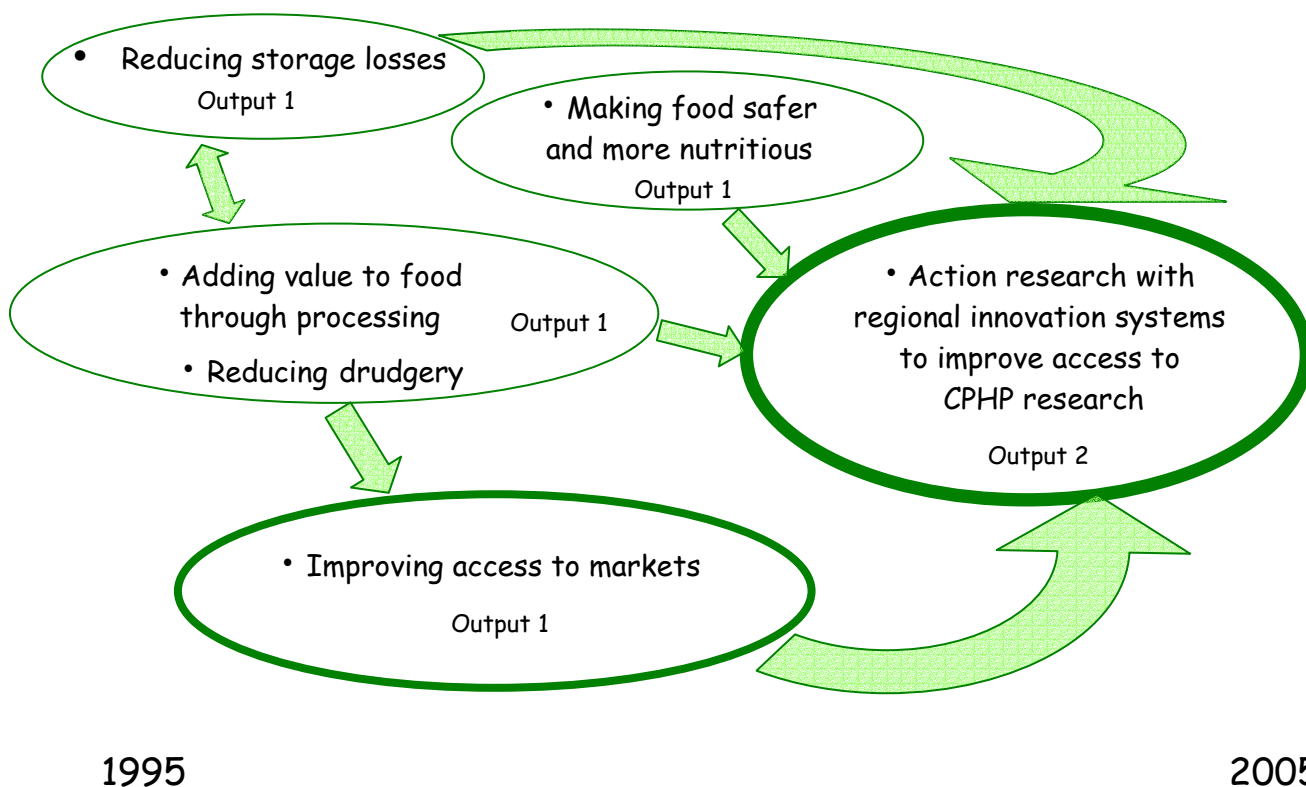 • Reducing storage losses
Output 1
• Making food safer
and more nutritious
Output 1
• Adding value to food
through processing
Output 1
• Reducing drudgery
• Action research with
regional innovation systems
to improve access to
CPHP research
Output 2
• Improving access to markets
Output 1
1995
2005